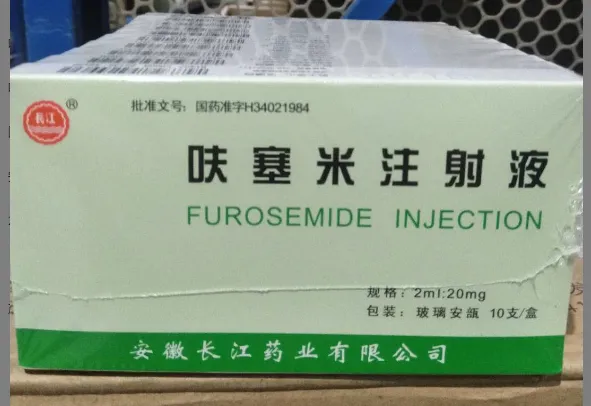 长江
®
批准文号：国药准字H34021984
呋塞米注射液
FUROSEMIDE INJECTION
规格：2ml:20mg
包装：玻璃安瓿 10支/盒
安徽长江药业有限公司